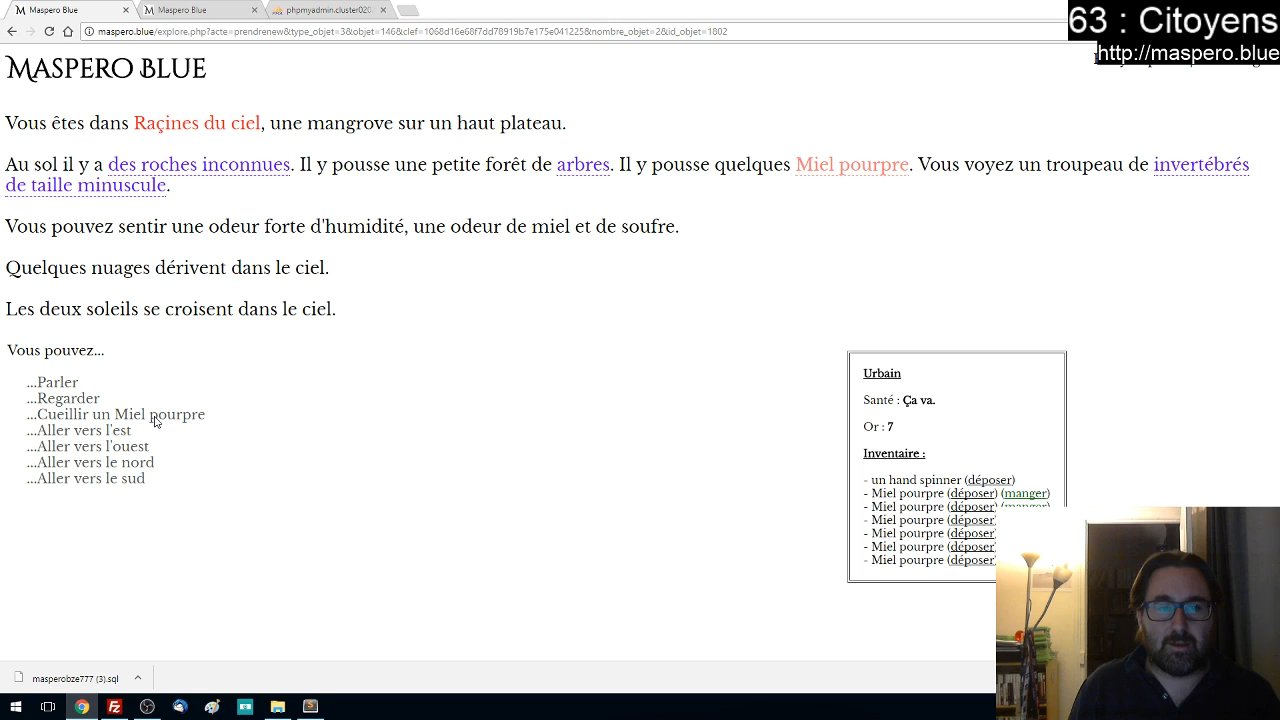 Maspero Blue
Maspero Blue
phpmyadmin.cluster020.
63 : Citoyens
maspero.blue/explore.php?acte=prendrenew&type_objet=3&objet=146&clef=1068d16e68f7dd78919b7e175e041225&nombre_objet=2&id_objet=1802
http://maspero.blue
Maspero Blue
Vous êtes dans Raçines du ciel, une mangrove sur un haut plateau.
Au sol il y a des roches inconnues. Il y pousse une petite forêt de arbres. Il y pousse quelques Miel pourpre. Vous voyez un troupeau de invertébrés
de taille minuscule.
Vous pouvez sentir une odeur forte d'humidité, une odeur de miel et de soufre.
Quelques nuages dérivent dans le ciel.
Les deux soleils se croisent dans le ciel.
Vous pouvez...
...Parler
...Regarder
...Cueillir un Miel pourpre
...Aller vers l'est
...Aller vers l'ouest
...Aller vers le nord
...Aller vers le sud
Urbain
Santé : Ça va.
Or : 7
Inventaire :
- un hand spinner (déposer)
- Miel pourpre (déposer) (manger)
- Miel pourpre (déposer) (manger)
- Miel pourpre (déposer)
- Miel pourpre (déposer)
- Miel pourpre (déposer)
- Miel pourpre (déposer)
masperobze777 (3).sql